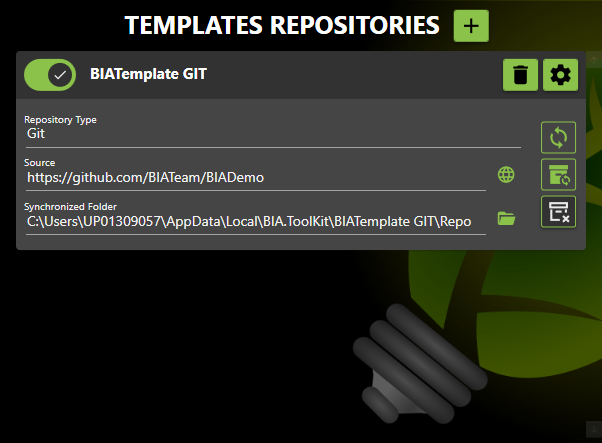 TEMPLATES REPOSITORIES
BIATemplate GIT
Repository Type
Git
Source
https://github.com/BIATeam/BIADemo
Synchronized Folder
C:\Users\UP01309057\AppData\Local\BIA.ToolKit\BIATemplate GIT\Repo